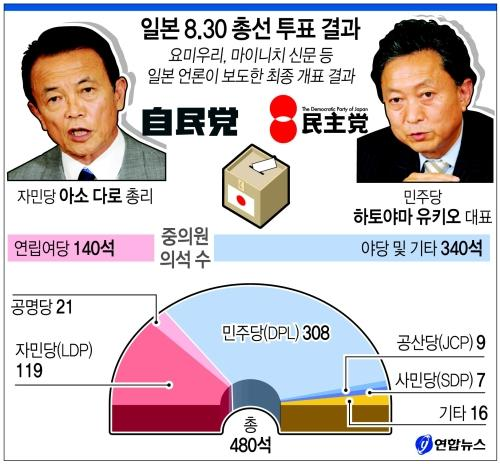 일본 8.30 총선 투표 결과
요미우리, 마이니치 신문 등
일본 언론이 보도한 최종 개표 결과
自民党
The Democratic Party of Japan
民主党
자민당 아소 다로 총리
민주당
하토야마 유키오 대표
연립여당 140석
중의원
의석 수
야당 및 기타 340석
공명당 21
자민당(LDP)
119
민주당(DPL) 308
공산당(JCP) 9
사민당(SDP) 7
기타 16
총
480석
연합뉴스